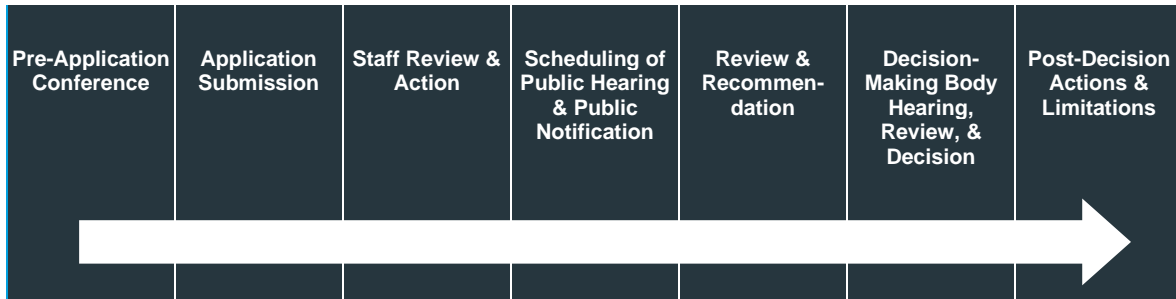 Pre-Application
Conference
Application
Submission
Staff Review &
Action
Scheduling of
Public Hearing
& Public
Notification
Review &
Recommen-
dation
Decision-
Making Body
Hearing,
Review, &
Decision
Post-Decision
Actions &
Limitations